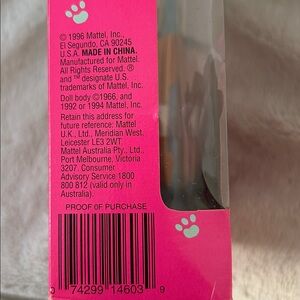 © 1996 Mattel, Inc.,
El Segundo, CA 90245
U.S.A. MADE IN CHINA.
Manufactured for Mattel.
All Rights Reserved. ®
and ™ designate U.S.
trademarks of Mattel, Inc.
Doll body ©1966, and
1992 or 1994 Mattel, Inc.
Retain this address for
future reference: Mattel
U.K., Ltd., Meridian West,
Leicester LE3 2WT.
Mattel Australia Pty., Ltd.,
Port Melbourne, Victoria
3207. Consumer
Advisory Service 1800
800 812 (valid only in
Australia).
PROOF OF PURCHASE
0 74299 14603 9